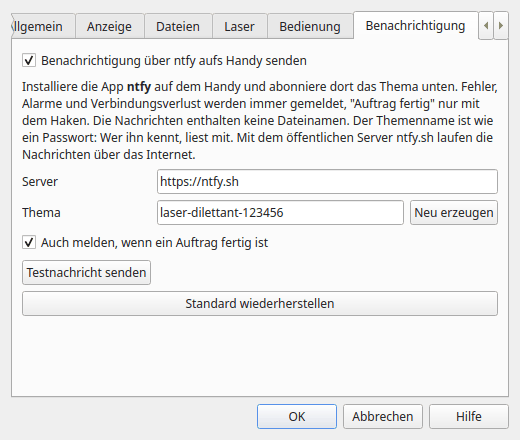 llgemein
Anzeige
Dateien
Laser
Bedienung
Benachrichtigung
Benachrichtigung über ntfy aufs Handy senden
Installiere die App ntfy auf dem Handy und abonniere dort das Thema unten. Fehler,
Alarme und Verbindungsverlust werden immer gemeldet, "Auftrag fertig" nur mit
dem Haken. Die Nachrichten enthalten keine Dateinamen. Der Themenname ist wie
ein Passwort: Wer ihn kennt, liest mit. Mit dem öffentlichen Server ntfy.sh laufen die
Nachrichten über das Internet.
Server
https://ntfy.sh
Thema
laser-dilettant-123456
Neu erzeugen
Auch melden, wenn ein Auftrag fertig ist
Testnachricht senden
Standard wiederherstellen
OK
Abbrechen
Hilfe